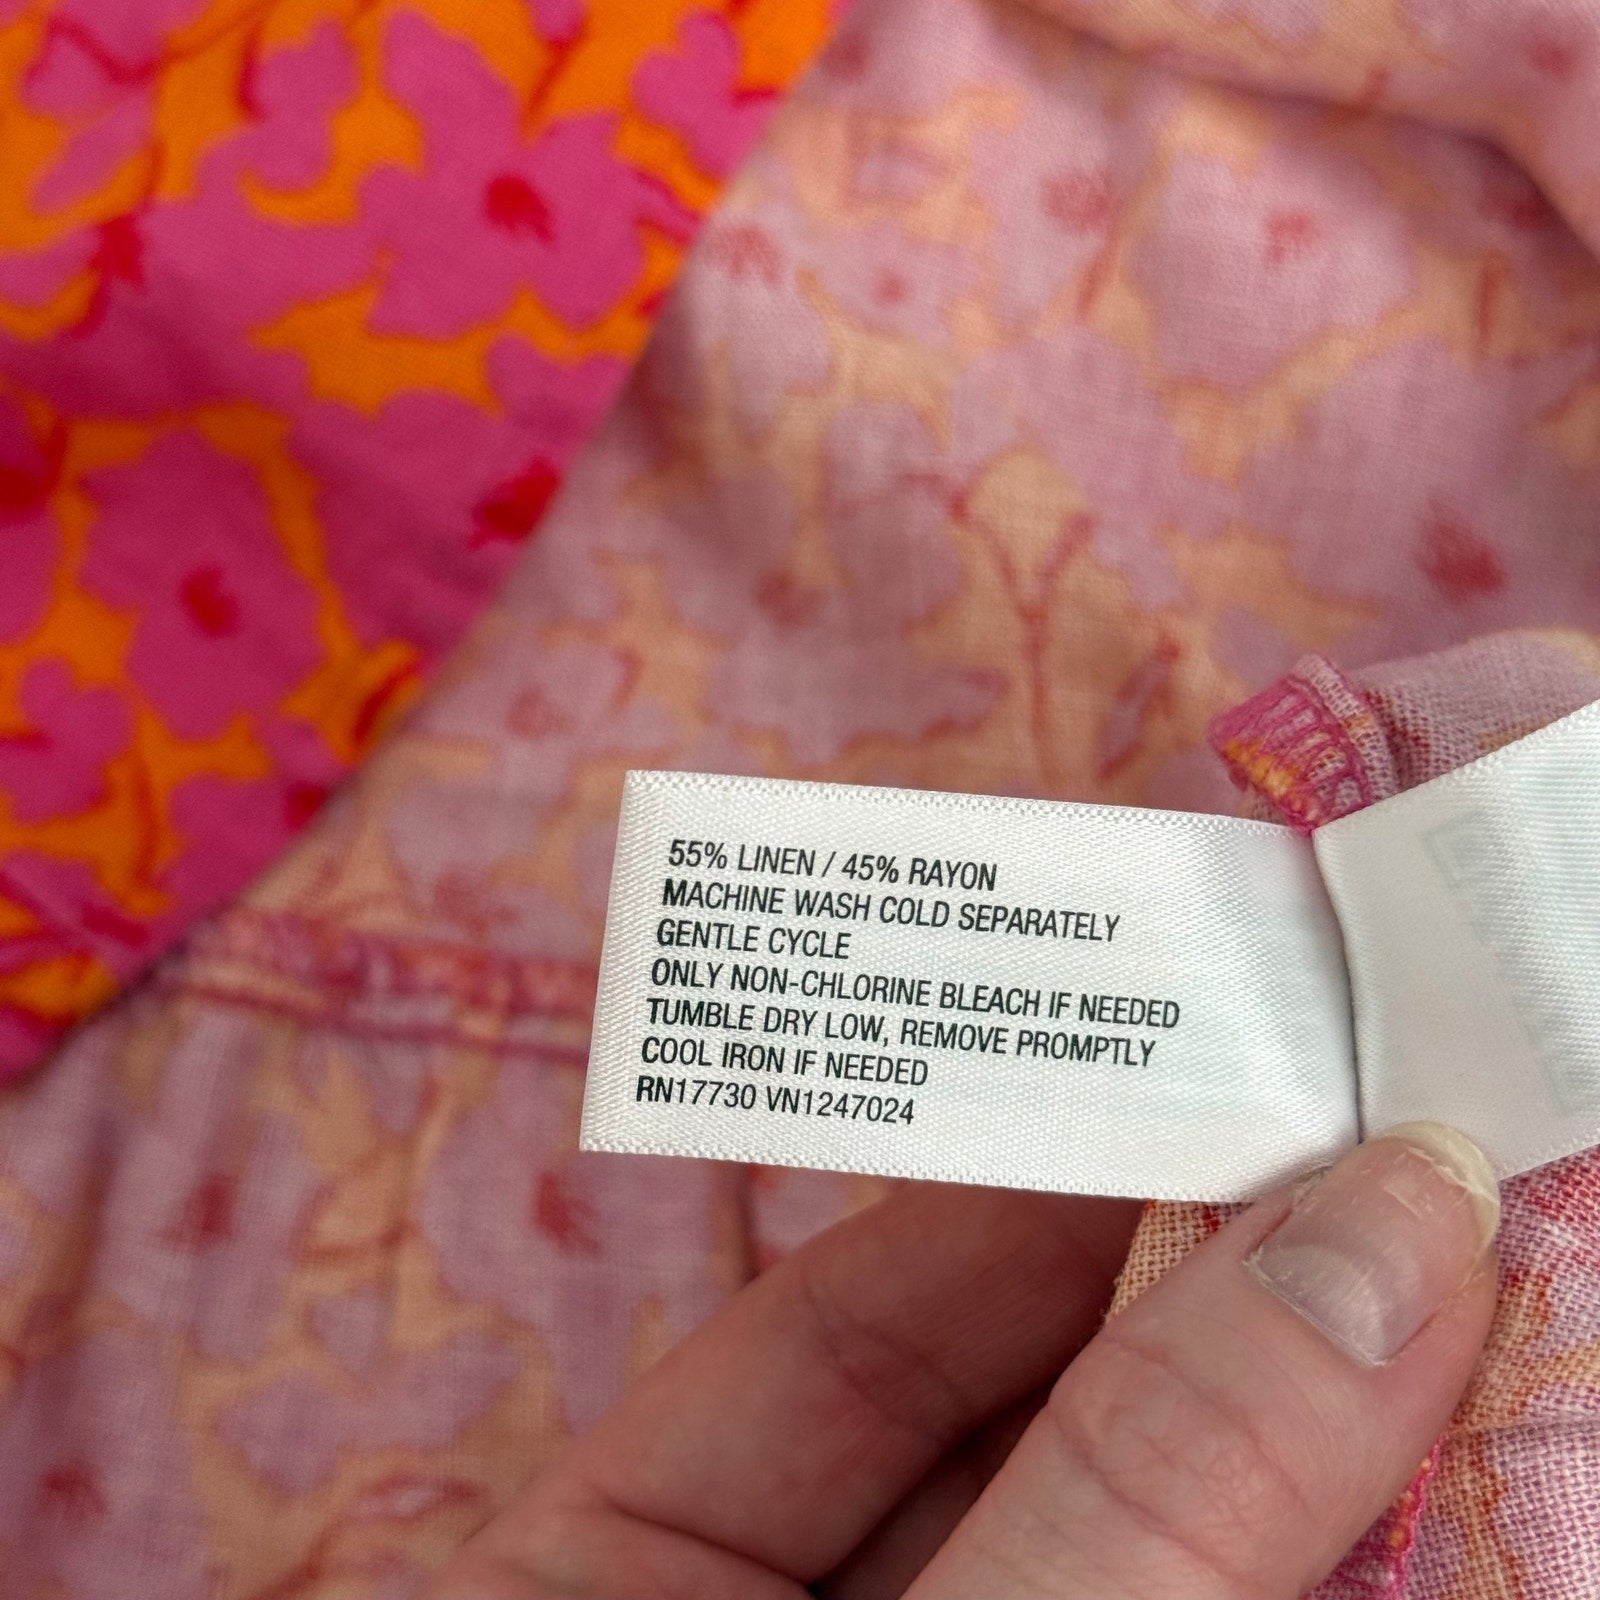 55% LINEN / 45% RAYON
MACHINE WASH COLD SEPARATELY
GENTLE CYCLE
ONLY NON-CHLORINE BLEACH IF NEEDED
TUMBLE DRY LOW, REMOVE PROMPTLY
COOL IRON IF NEEDED
RN17730 VN1247024